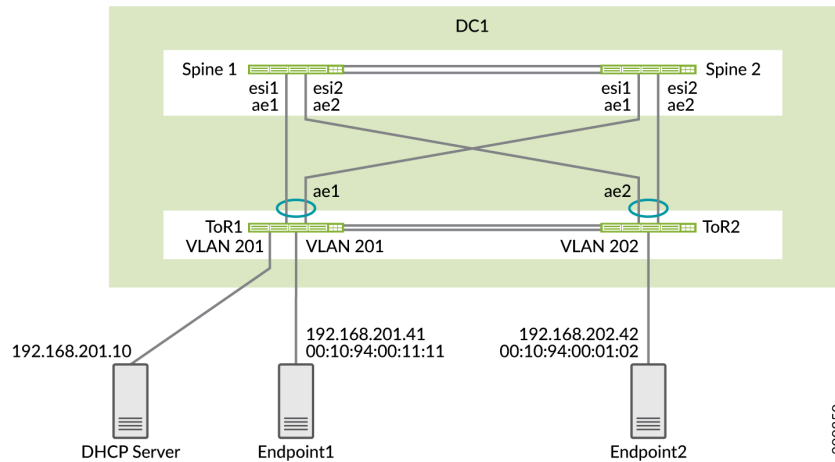 DC1
Spine 1
Spine 2
esi1
esi2
esi1
esi2
ae1
ae2
ae1
ae2
ae1
ae2
ToR1
ToR2
VLAN 201
VLAN 201
VLAN 202
192.168.201.10
192.168.201.41
00:10:94:00:11:11
192.168.202.42
00:10:94:00:01:02
DHCP Server
Endpoint1
Endpoint2